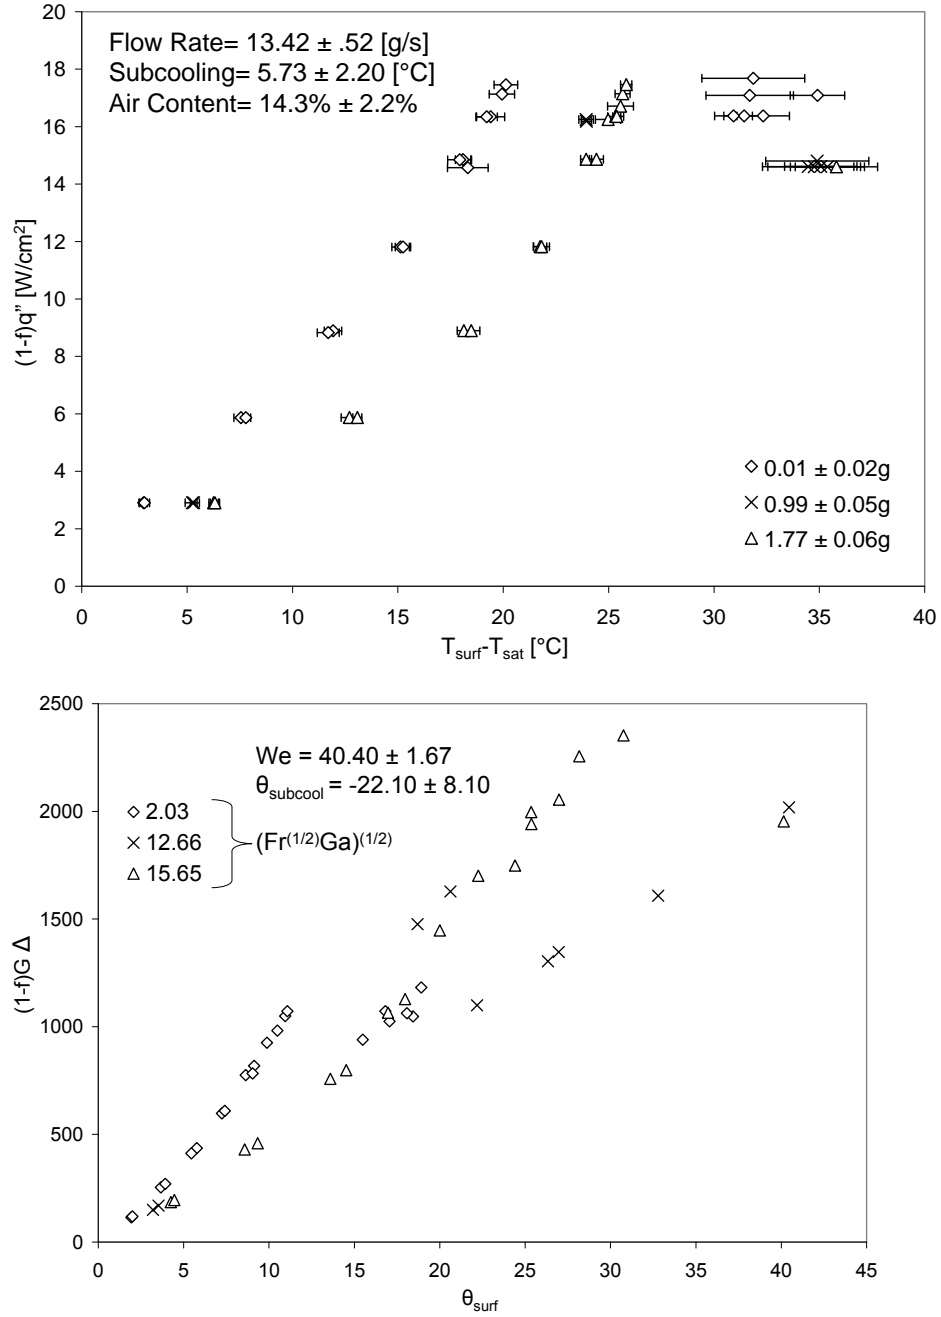 20
18
16
14
12
10
8
6
4
2
0
(1-f)q” [W/cm²]
Flow Rate= 13.42 ± .52 [g/s]
Subcooling= 5.73 ± 2.20 [°C]
Air Content= 14.3% ± 2.2%
0.01 ± 0.02g
0.99 ± 0.05g
1.77 ± 0.06g
0 5 10 15 20 25 30 35 40
Tsurf-Tsat [°C]
2500
2000
1500
1000
500
0
(1-f)G Δ
We = 40.40 ± 1.67
θsubcool = -22.10 ± 8.10
2.03
12.66 (Fr(1/2)Ga)(1/2)
15.65
0 5 10 15 20 25 30 35 40 45
θsurf